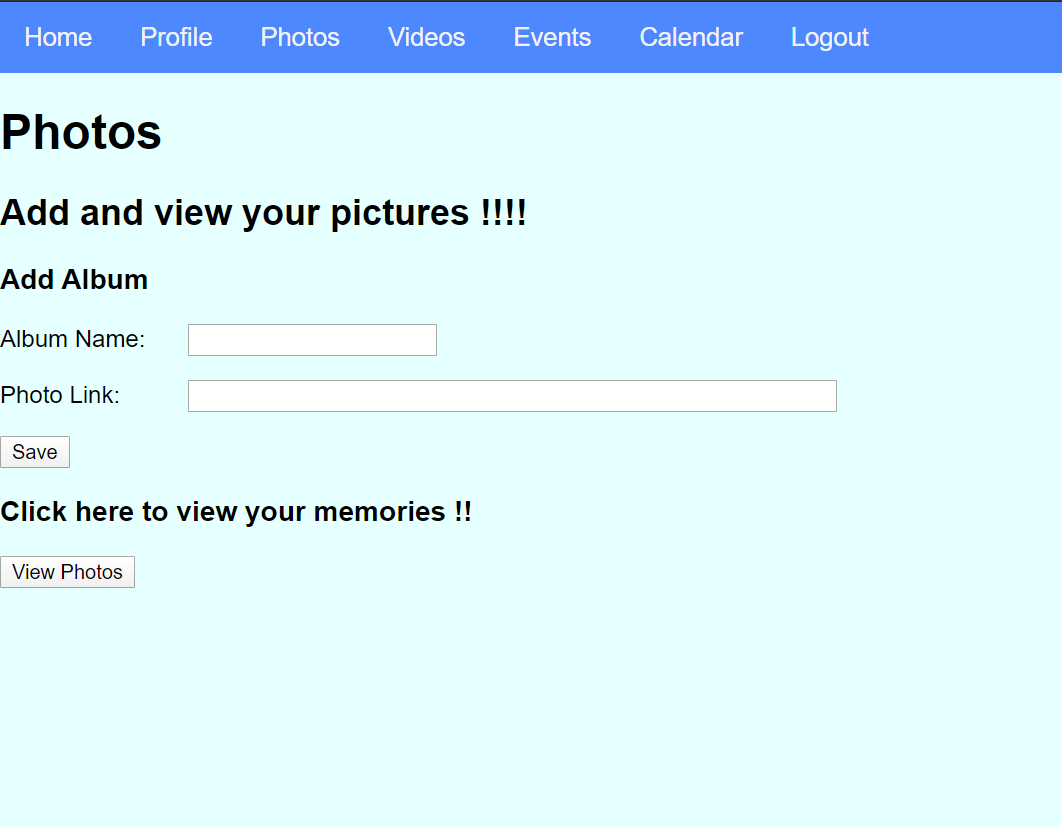 Home Profile Photos Videos Events Calendar Logout
Photos
Add and view your pictures !!!!
Add Album
Album Name:
Photo Link:
Save
Click here to view your memories !!
View Photos